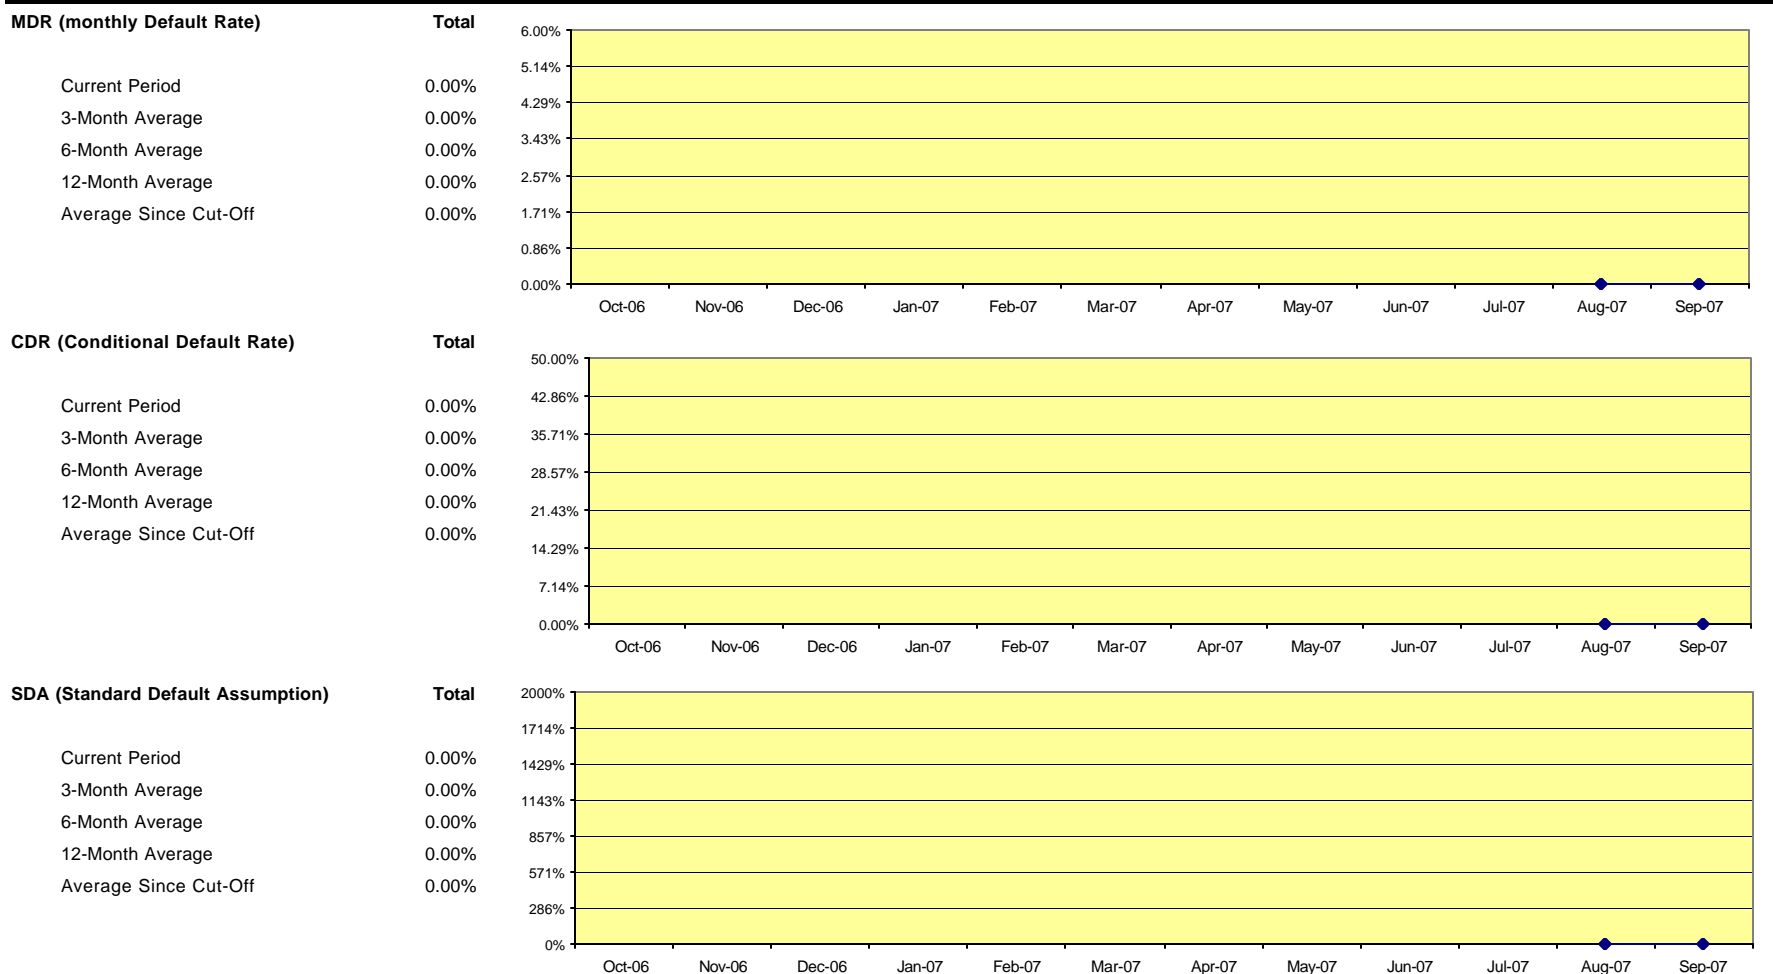 MDR (monthly Default Rate) Total
Current Period 0.00%
3-Month Average 0.00%
6-Month Average 0.00%
12-Month Average 0.00%
Average Since Cut-Off 0.00%
6.00%
5.14%
4.29%
3.43%
2.57%
1.71%
0.86%
0.00%
Oct-06 Nov-06 Dec-06 Jan-07 Feb-07 Mar-07 Apr-07 May-07 Jun-07 Jul-07 Aug-07 Sep-07
CDR (Conditional Default Rate) Total
Current Period 0.00%
3-Month Average 0.00%
6-Month Average 0.00%
12-Month Average 0.00%
Average Since Cut-Off 0.00%
50.00%
42.86%
35.71%
28.57%
21.43%
14.29%
7.14%
0.00%
Oct-06 Nov-06 Dec-06 Jan-07 Feb-07 Mar-07 Apr-07 May-07 Jun-07 Jul-07 Aug-07 Sep-07
SDA (Standard Default Assumption) Total
Current Period 0.00%
3-Month Average 0.00%
6-Month Average 0.00%
12-Month Average 0.00%
Average Since Cut-Off 0.00%
2000%
1714%
1429%
1143%
857%
571%
286%
0%
Oct-06 Nov-06 Dec-06 Jan-07 Feb-07 Mar-07 Apr-07 May-07 Jun-07 Jul-07 Aug-07 Sep-07